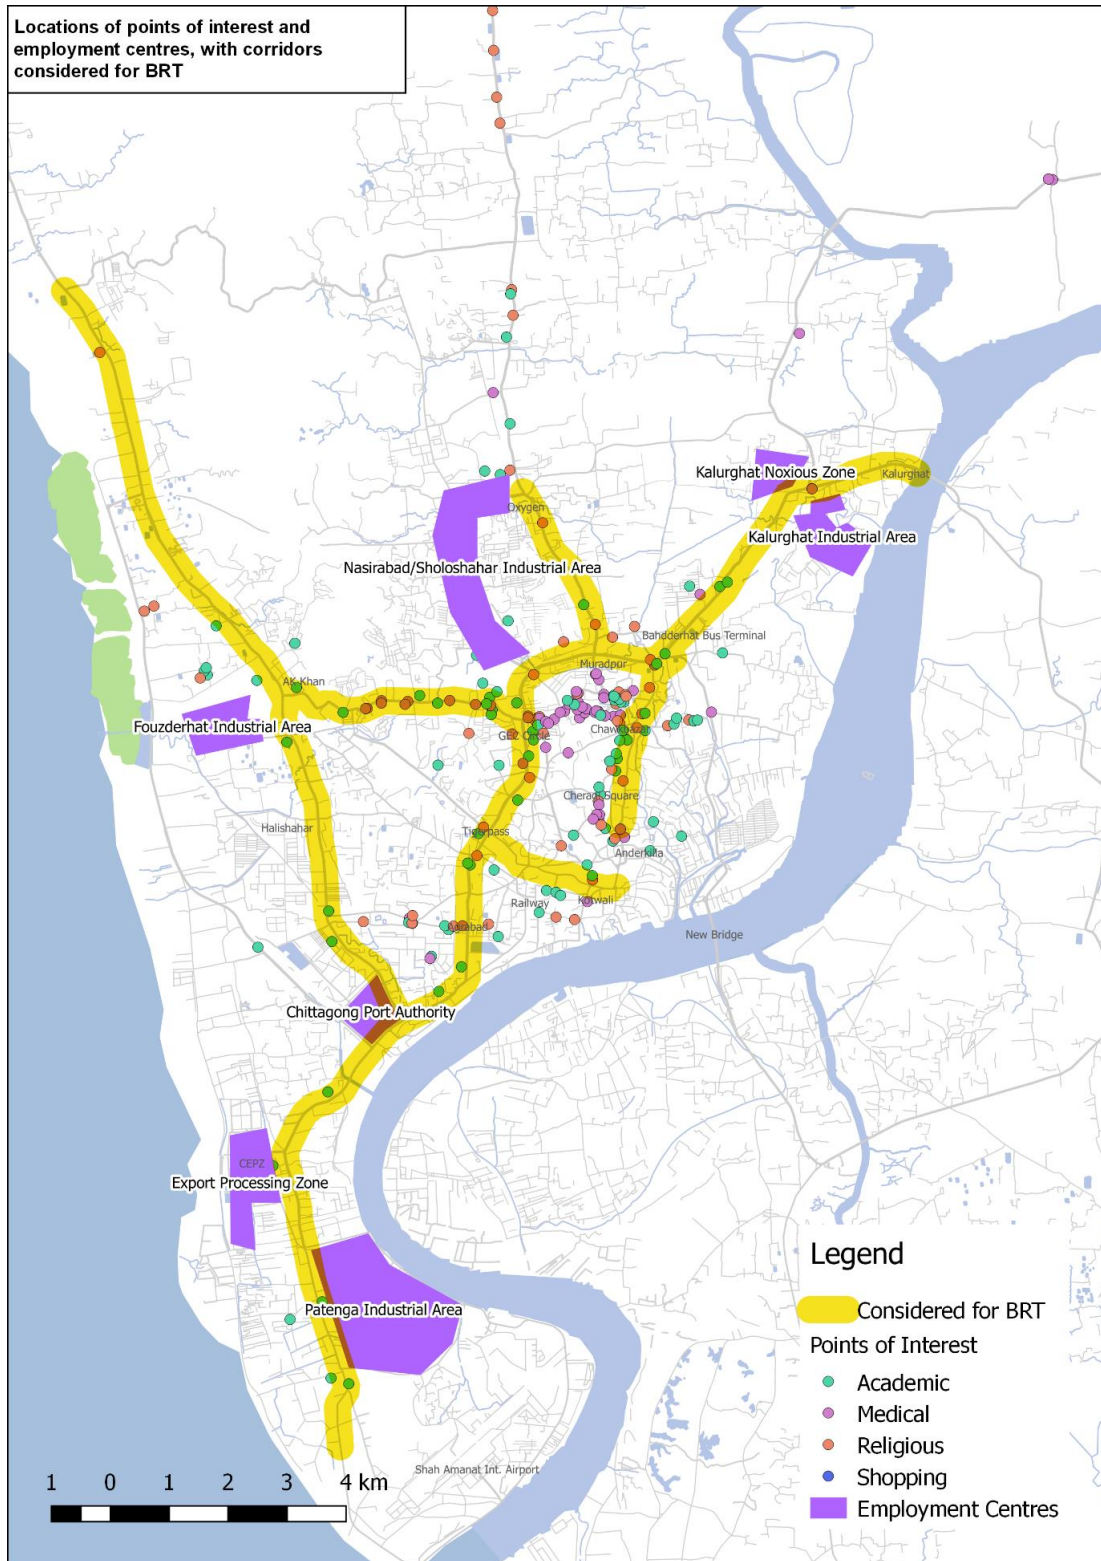 Locations of points of interest and
employment centres, with corridors
considered for BRT
Kalurghat Noxious Zone
Kalurghat
Oxygen
Kalurghat Industrial Area
Nasirabad/Sholoshahar Industrial Area
Bahdderhat Bus Terminal
Muradpur
AK Khan
Fouzderhat Industrial Area
GEZ Circle
Chawkbazar
Cheragi Square
Halishahar
Tigerpass
Anderkilla
Railway
Kotwali
New Bridge
Chittagong Port Authority
CEPZ
Export Processing Zone
Patenga Industrial Area
Shah Amanat Int. Airport
Legend
Considered for BRT
Points of Interest
Academic
Medical
Religious
Shopping
Employment Centres
1 0 1 2 3 4 km